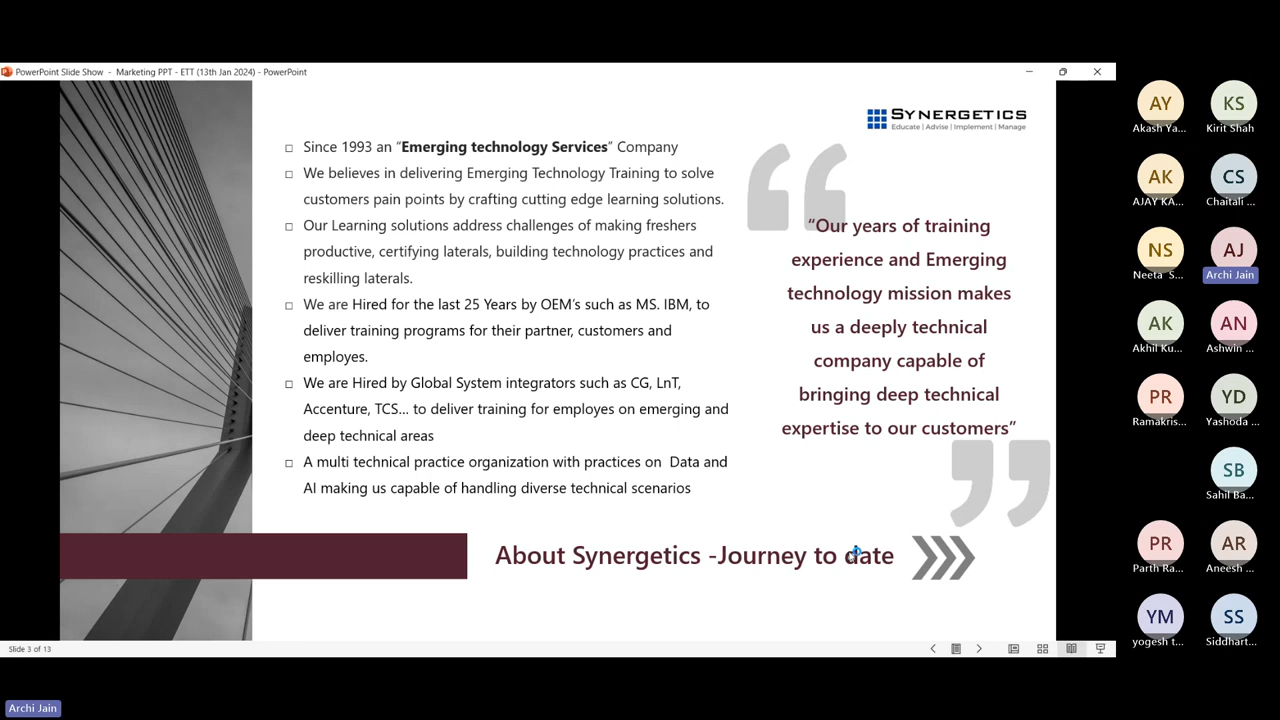 PowerPoint Slide Show - Marketing PPT - ETT (13th Jan 2024) - PowerPoint
SYNERGETICS
Educate | Advise | Implement | Manage
Since 1993 an “Emerging technology Services” Company
We believes in delivering Emerging Technology Training to solve
customers pain points by crafting cutting edge learning solutions.
Our Learning solutions address challenges of making freshers
productive, certifying laterals, building technology practices and
reskilling laterals.
We are Hired for the last 25 Years by OEM’s such as MS. IBM, to
deliver training programs for their partner, customers and
employes.
We are Hired by Global System integrators such as CG, LnT,
Accenture, TCS... to deliver training for employes on emerging and
deep technical areas
A multi technical practice organization with practices on Data and
AI making us capable of handling diverse technical scenarios
“Our years of training
experience and Emerging
technology mission makes
us a deeply technical
company capable of
bringing deep technical
expertise to our customers”
About Synergetics -Journey to date
Slide 3 of 13
AY
Akash Ya...
KS
Kirit Shah
AK
AJAY KA...
CS
Chaitali ...
NS
Neeta S...
AJ
Archi Jain
AK
Akhil Ku...
AN
Ashwin ...
PR
Ramakris...
YD
Yashoda ...
SB
Sahil Ba...
PR
Parth Ra...
AR
Aneesh ...
YM
yogesh t...
SS
Siddhart...
Archi Jain